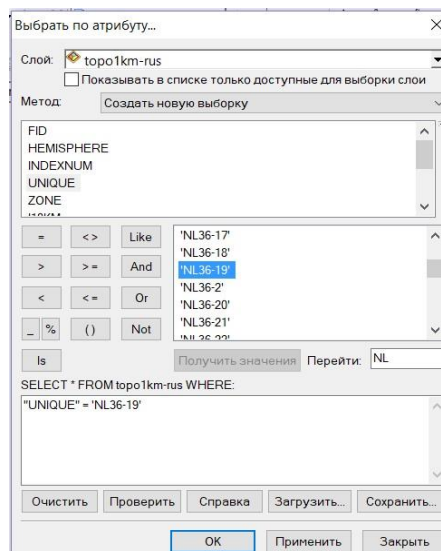 Выбрать по атрибуту...
Слой: topo1km-rus
Показывать в списке только доступные для выборки слои
Метод: Создать новую выборку
FID
HEMISPHERE
INDEXNUM
UNIQUE
ZONE
= < > Like
> > = And
< < = Or
_ % () Not
Is
'NL36-17'
'NL36-18'
'NL36-19'
'NL36-2'
'NL36-20'
'NL36-21'
Получить значения Перейти: NL
SELECT * FROM topo1km-rus WHERE:
"UNIQUE" = 'NL36-19'
Очистить Проверить Справка Загрузить... Сохранить...
OK Применить Закрыть